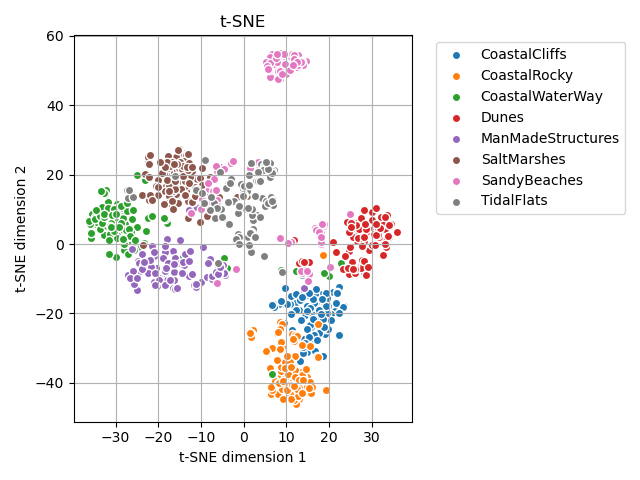 t-SNE
60
40
20
0
−20
−40
t-SNE dimension 2
−30
−20
−10
0
10
20
30
t-SNE dimension 1
CoastalCliffs
CoastalRocky
CoastalWaterWay
Dunes
ManMadeStructures
SaltMarshes
SandyBeaches
TidalFlats